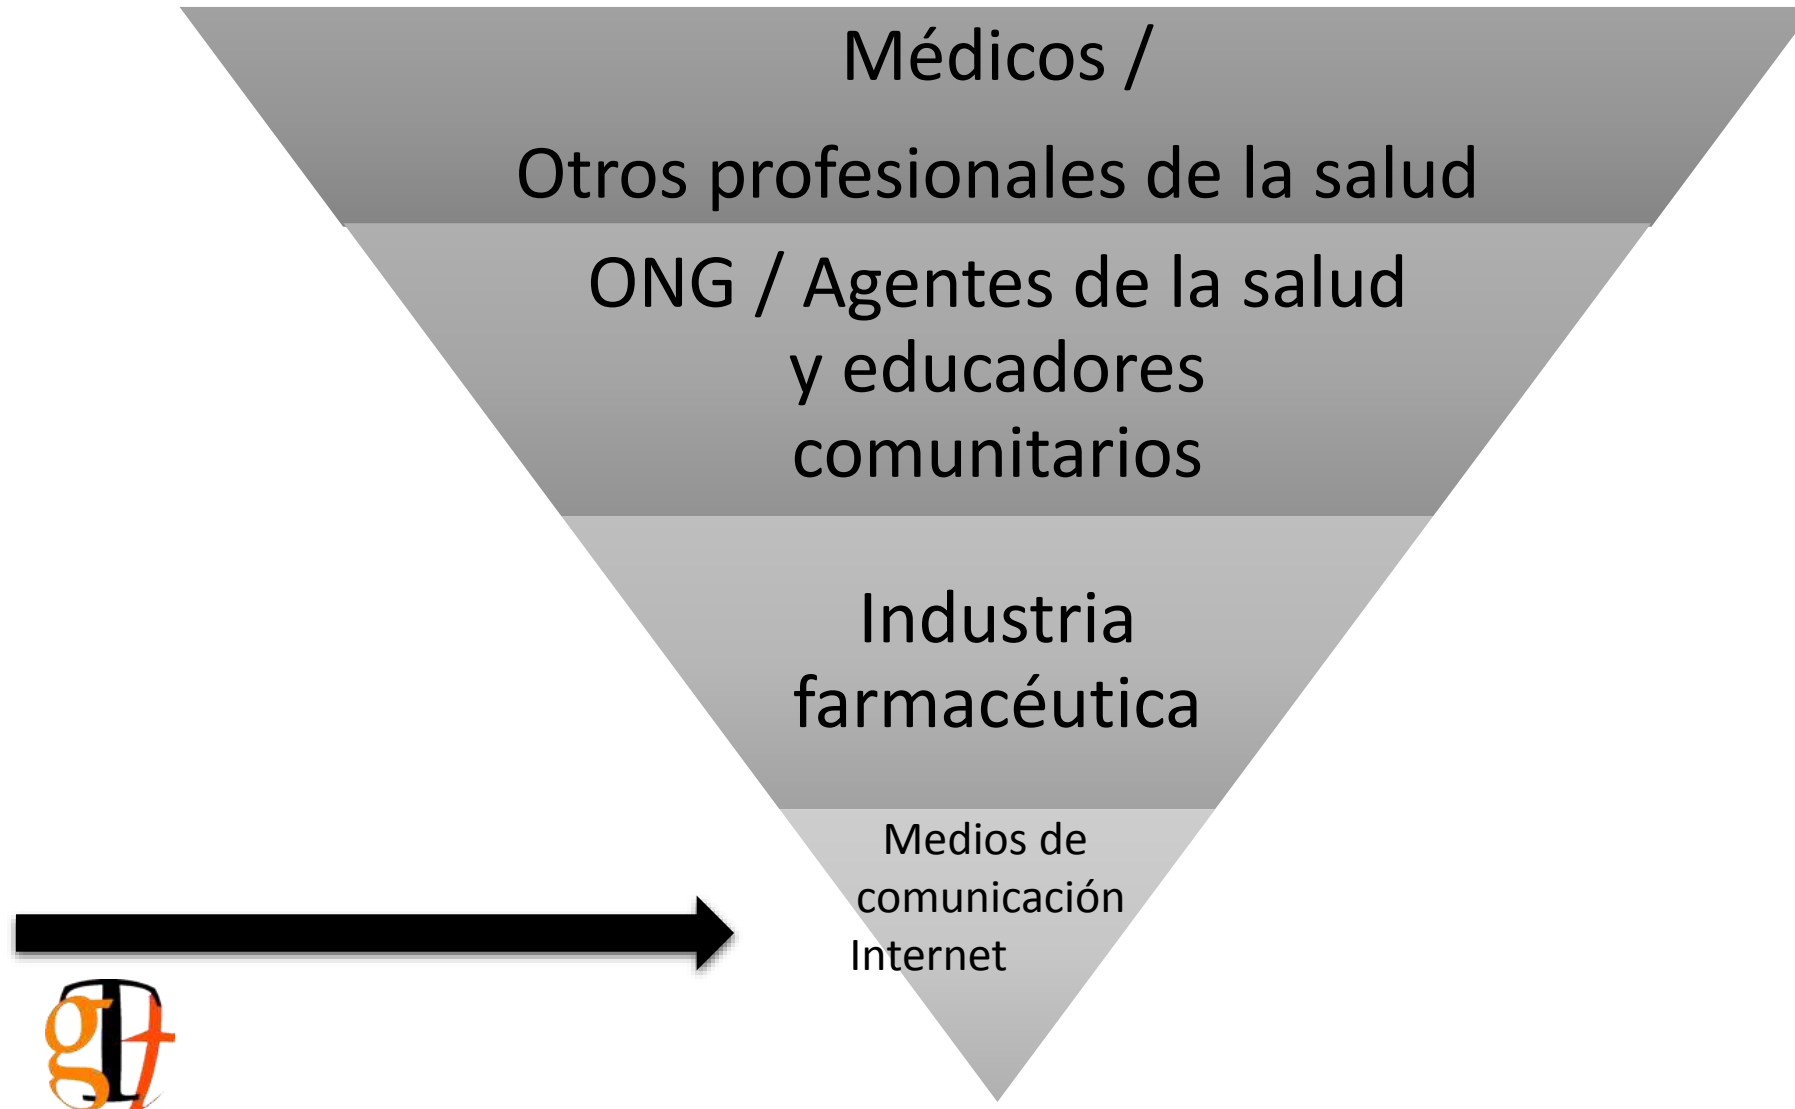 Médicos /
Otros profesionales de la salud
ONG / Agentes de la salud
y educadores
comunitarios
Industria
farmacéutica
Medios de
comunicación
Internet
gTt